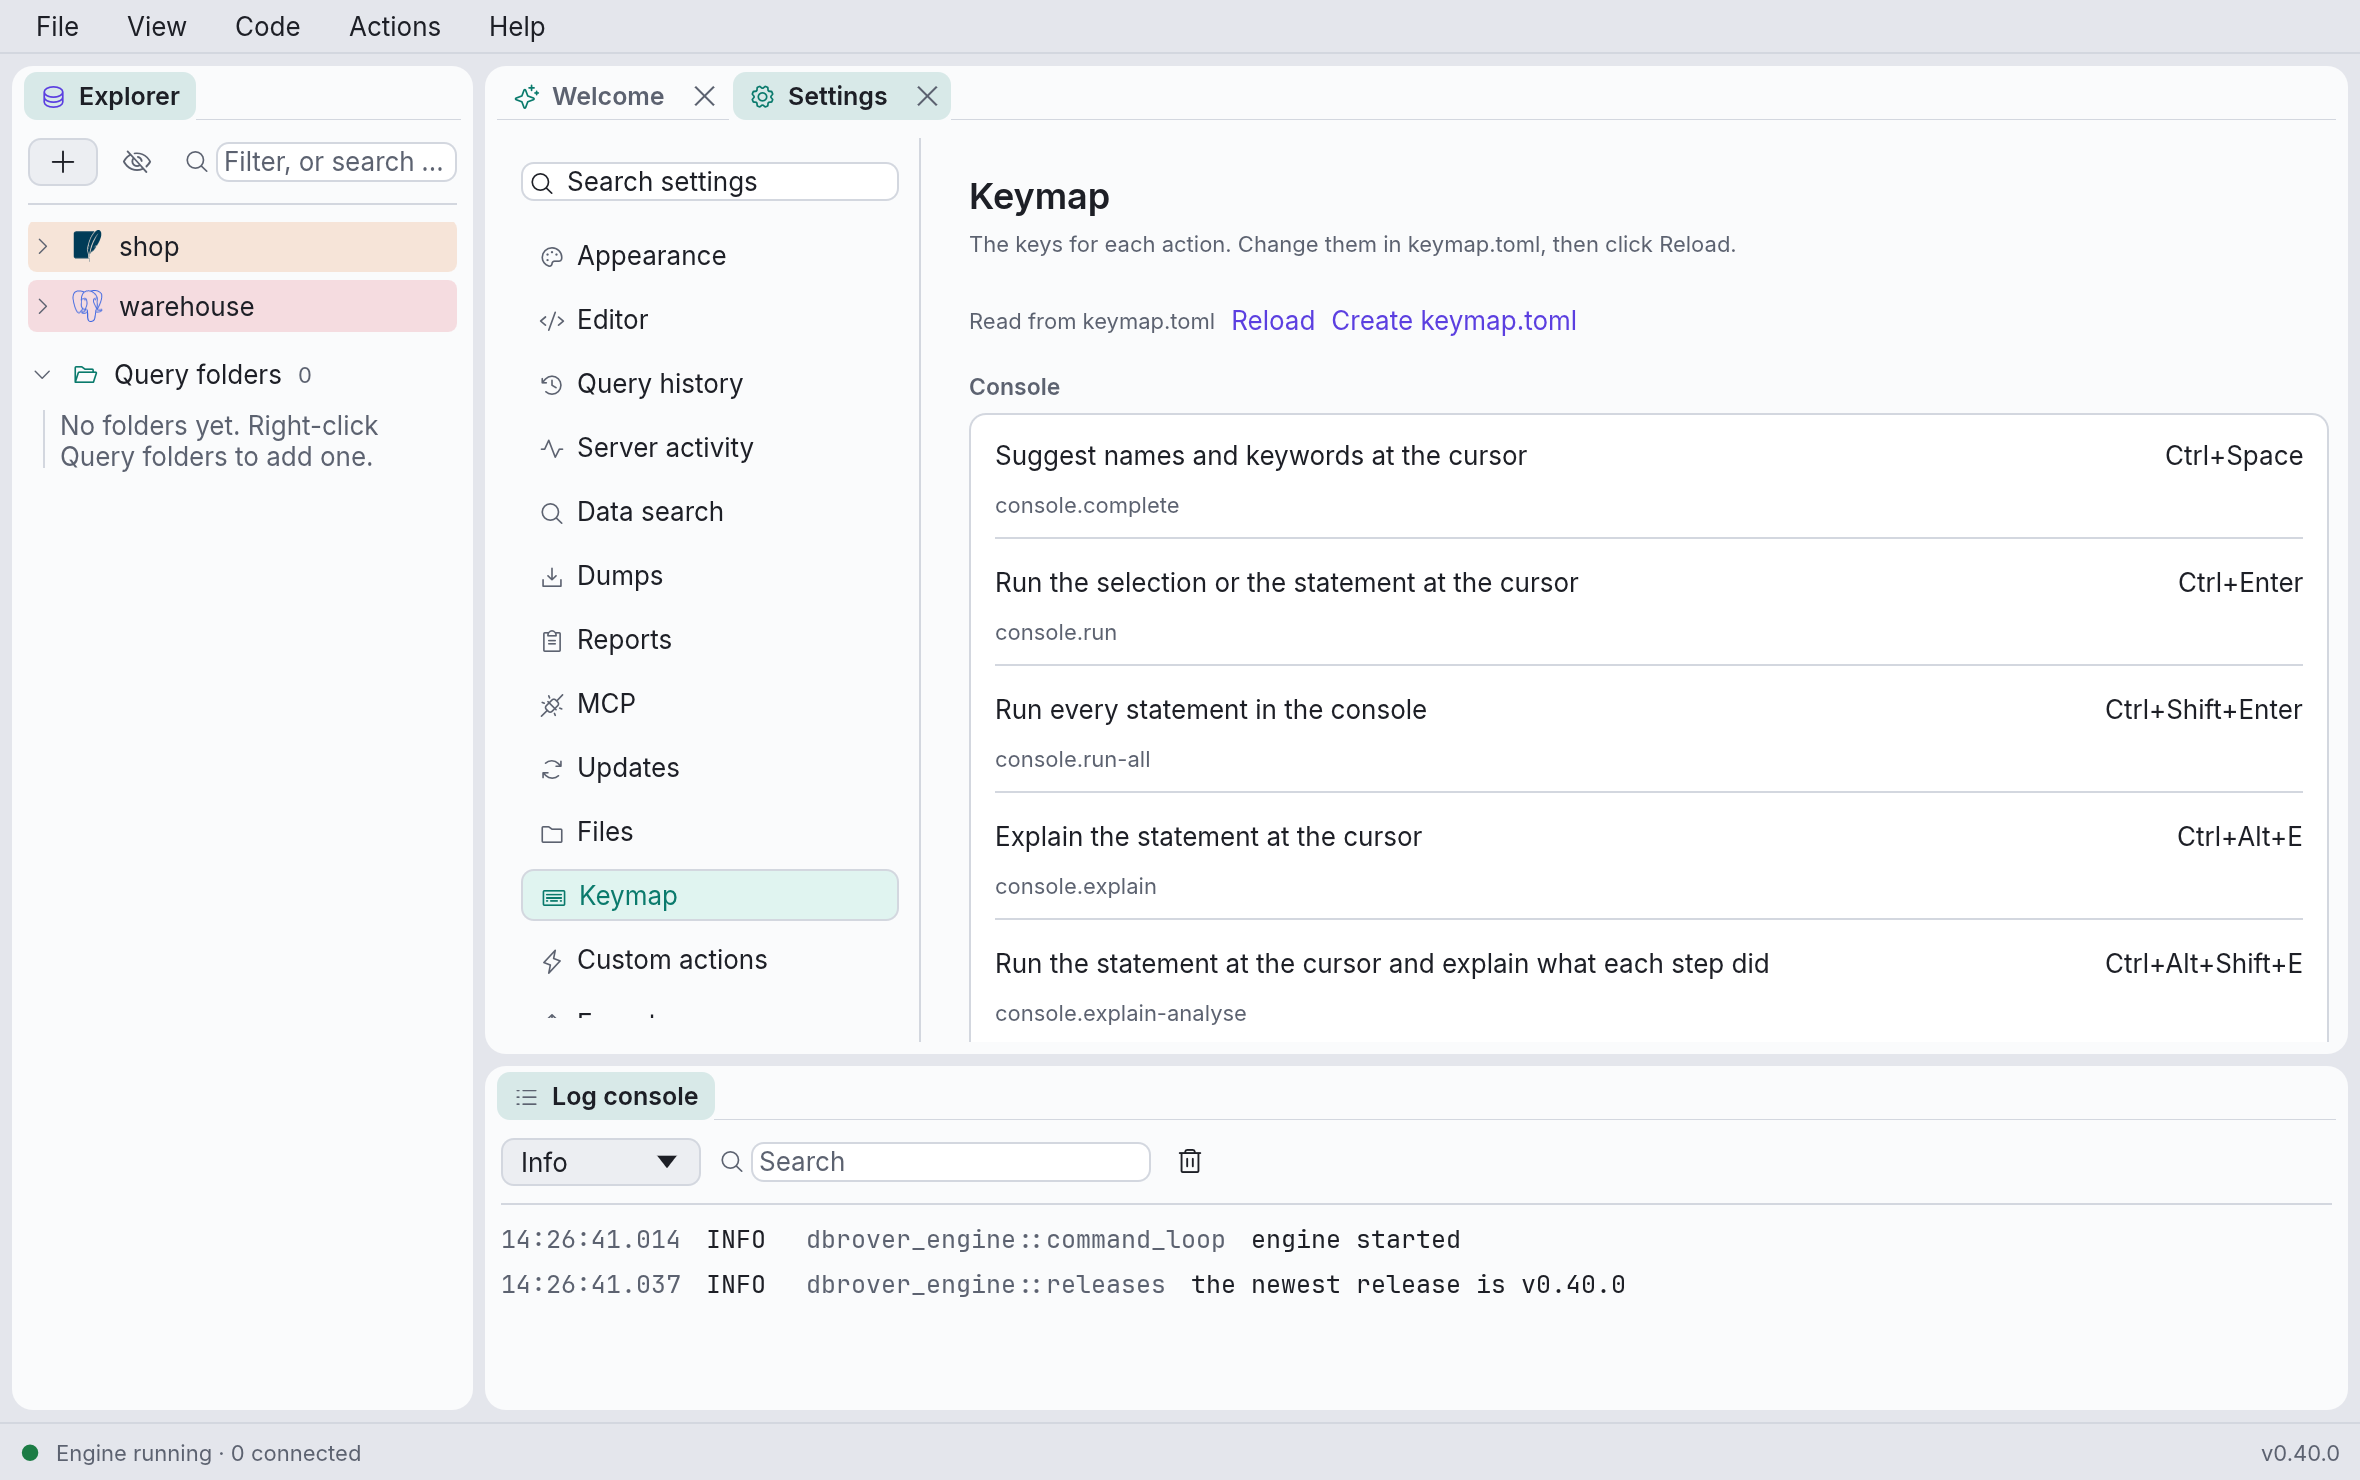 File View Code Actions Help
Explorer
Filter, or search ...
shop
warehouse
Query folders 0
No folders yet. Right-click
Query folders to add one.
Welcome
Settings
Search settings
Appearance
Editor
Query history
Server activity
Data search
Dumps
Reports
MCP
Updates
Files
Keymap
Custom actions
Keymap
The keys for each action. Change them in keymap.toml, then click Reload.
Read from keymap.toml Reload Create keymap.toml
Console
Suggest names and keywords at the cursor Ctrl+Space
console.complete
Run the selection or the statement at the cursor Ctrl+Enter
console.run
Run every statement in the console Ctrl+Shift+Enter
console.run-all
Explain the statement at the cursor Ctrl+Alt+E
console.explain
Run the statement at the cursor and explain what each step did Ctrl+Alt+Shift+E
console.explain-analyse
Log console
Info
Search
14:26:41.014 INFO dbrover_engine::command_loop engine started
14:26:41.037 INFO dbrover_engine::releases the newest release is v0.40.0
Engine running · 0 connected
v0.40.0